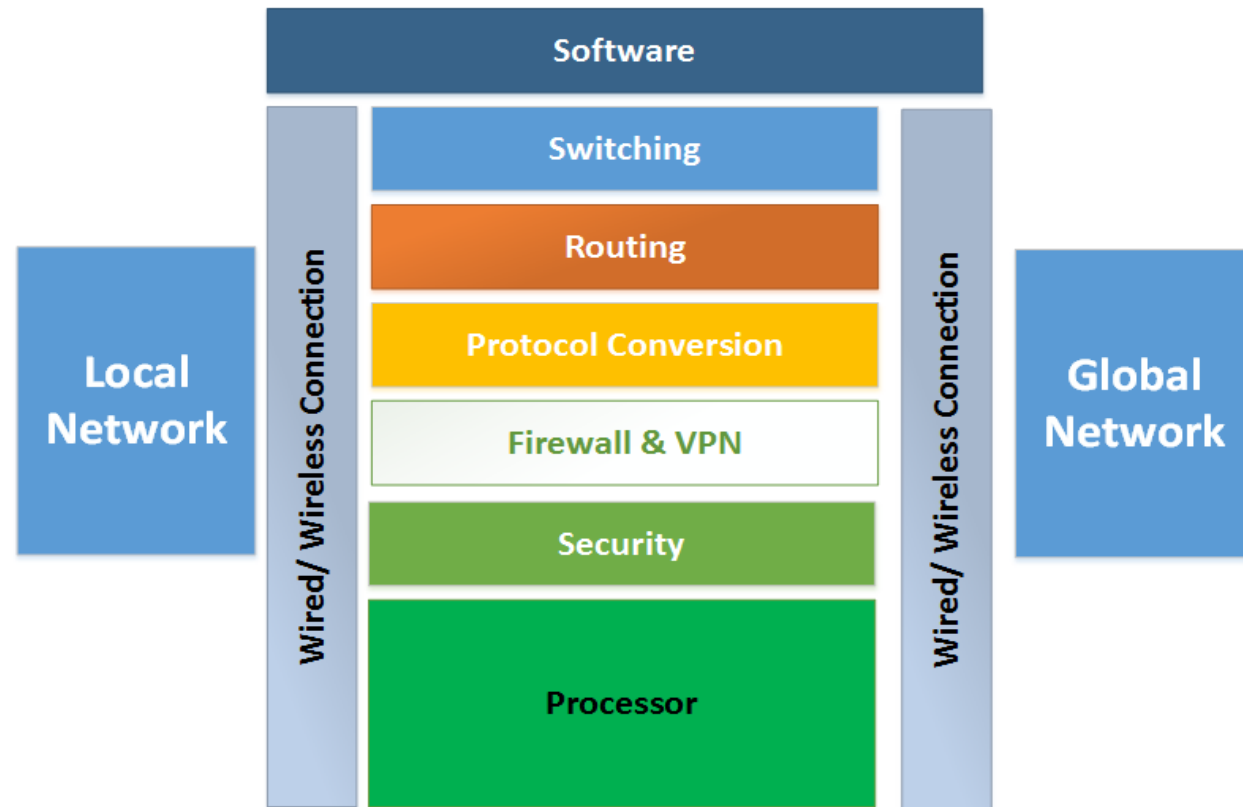 Software
Switching
Routing
Protocol Conversion
Firewall & VPN
Security
Processor
Local
Network
Wired/ Wireless Connection
Wired/ Wireless Connection
Global
Network